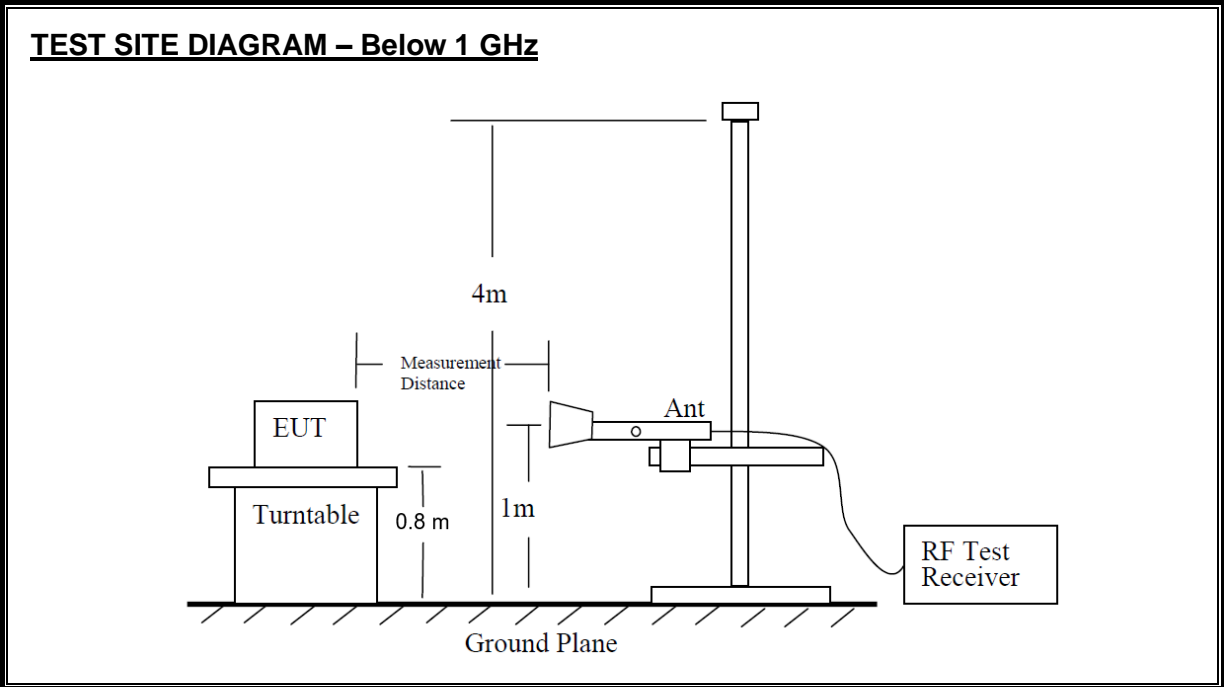 TEST SITE DIAGRAM – Below 1 GHz
4m
Measurement
Distance
Ant
EUT
Turntable
0.8 m
1m
RF Test
Receiver
Ground Plane